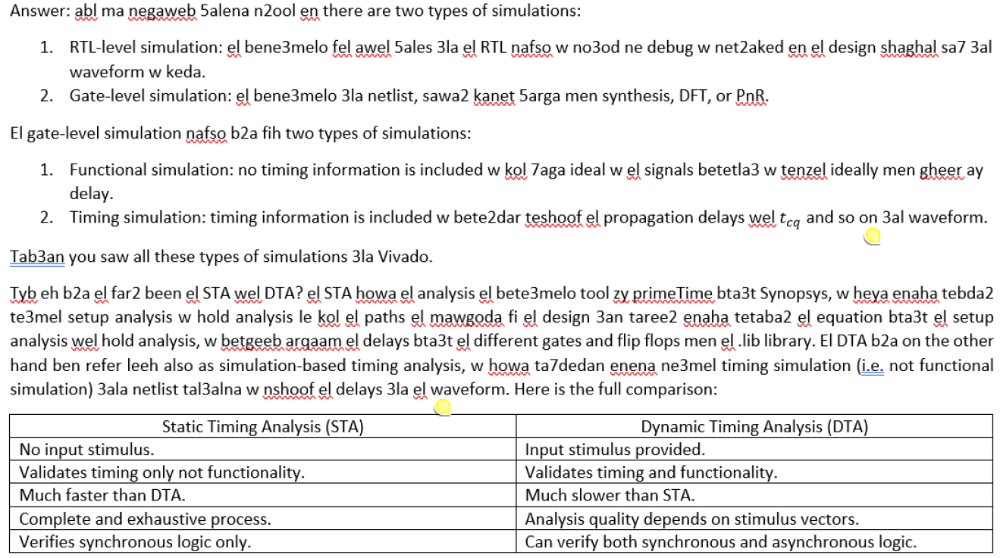 Answer: abl ma negaweb 5alena n2ool en there are two types of simulations:
1. RTL-level simulation: el bene3melo fel awel 5ales 3la el RTL nafso w no3od ne debug w net2aked en el design shaghal sa7 3al
waveform w keda.
2. Gate-level simulation: el bene3melo 3la netlist, sawa2 kanet 5arga men synthesis, DFT, or PnR.
El gate-level simulation nafso b2a fih two types of simulations:
1. Functional simulation: no timing information is included w kol 7aga ideal w el signals betetla3 w tenzel ideally men gheer ay
delay.
2. Timing simulation: timing information is included w bete2dar teshoof el propagation delays wel t_cq and so on 3al waveform.
Tab3an you saw all these types of simulations 3la Vivado.
Tyb eh b2a el far2 been el STA wel DTA? el STA howa el analysis el bete3melo tool zy primeTime bta3t Synopsys, w heya enaha tebda2
te3mel setup analysis w hold analysis le kol el paths el mawgoda fi el design 3an taree2 enaha tetaba2 el equation bta3t el setup
analysis wel hold analysis, w betgeeb arqaam el delays bta3t el different gates and flip flops men el .lib library. El DTA b2a on the other
hand ben refer leeh also as simulation-based timing analysis, w howa ta7dedan enena ne3mel timing simulation (i.e. not functional
simulation) 3ala netlist tal3alna w nshoof el delays 3la el waveform. Here is the full comparison:
Static Timing Analysis (STA) Dynamic Timing Analysis (DTA)
No input stimulus. Input stimulus provided.
Validates timing only not functionality. Validates timing and functionality.
Much faster than DTA. Much slower than STA.
Complete and exhaustive process. Analysis quality depends on stimulus vectors.
Verifies synchronous logic only. Can verify both synchronous and asynchronous logic.